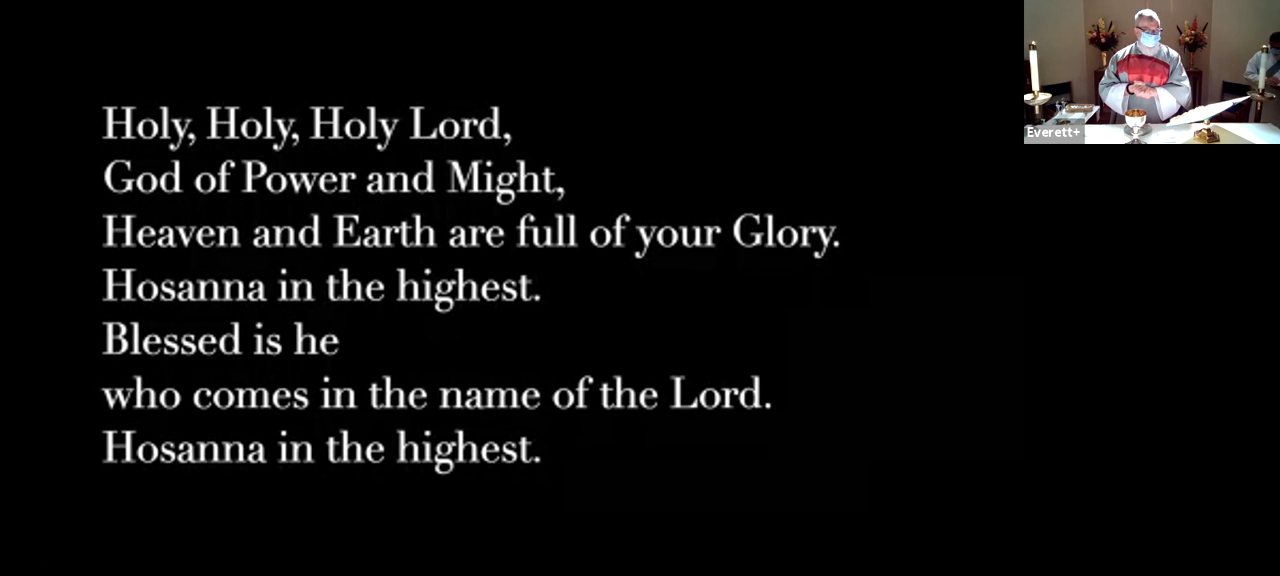 Holy, Holy, Holy Lord,
God of Power and Might,
Heaven and Earth are full of your Glory.
Hosanna in the highest.
Blessed is he
who comes in the name of the Lord.
Hosanna in the highest.
Everett+